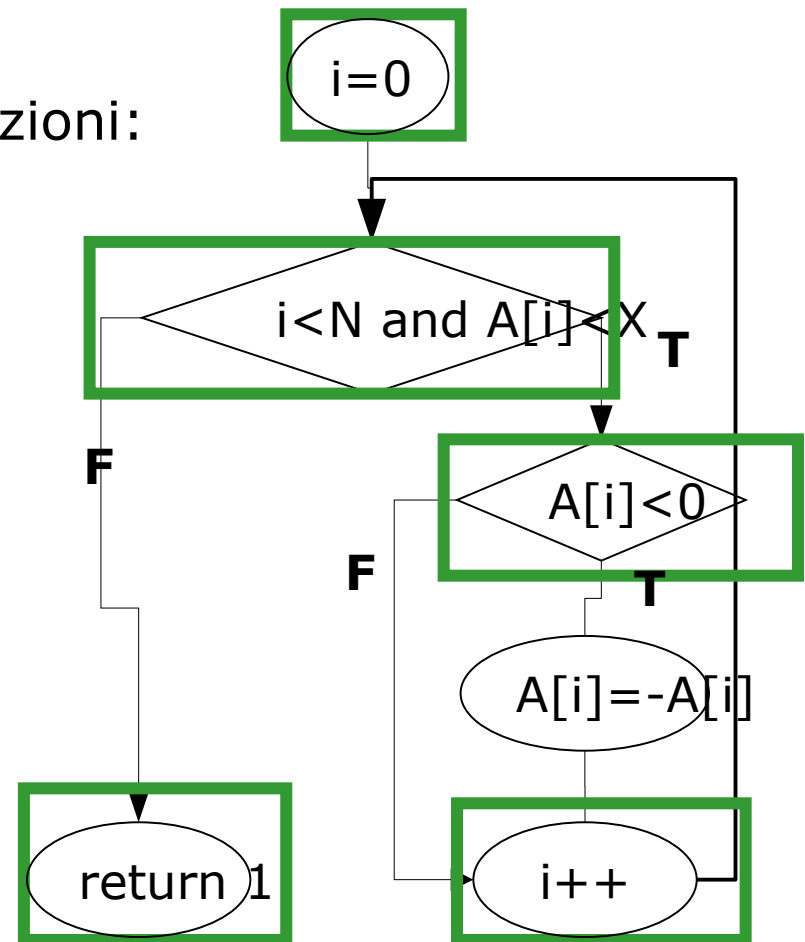 i=0
zioni:
i<N and A[i]<X
T
F
A[i]<0
F
T
A[i]=-A[i]
return 1
i++